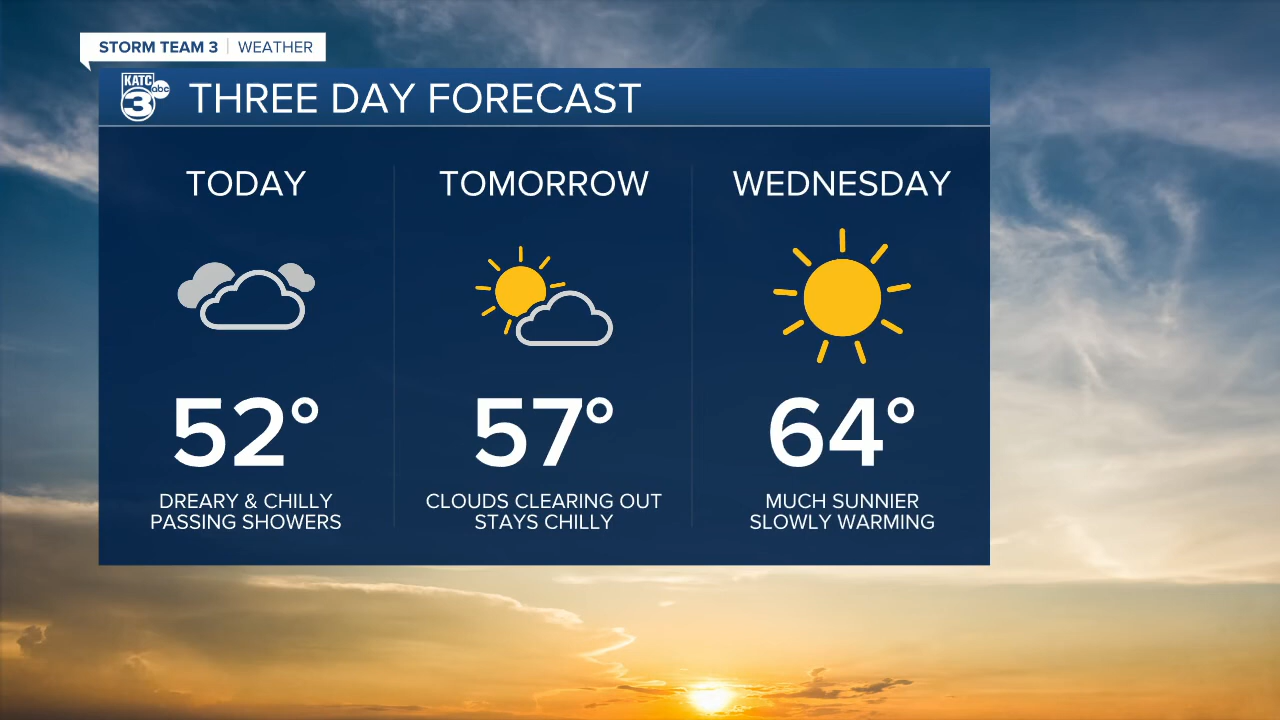 STORM TEAM 3 | WEATHER
KATC
abc
3
THREE DAY FORECAST
TODAY
TOMORROW
WEDNESDAY
52°
57°
64°
DREARY & CHILLY
PASSING SHOWERS
CLOUDS CLEARING OUT
STAYS CHILLY
MUCH SUNNIER
SLOWLY WARMING